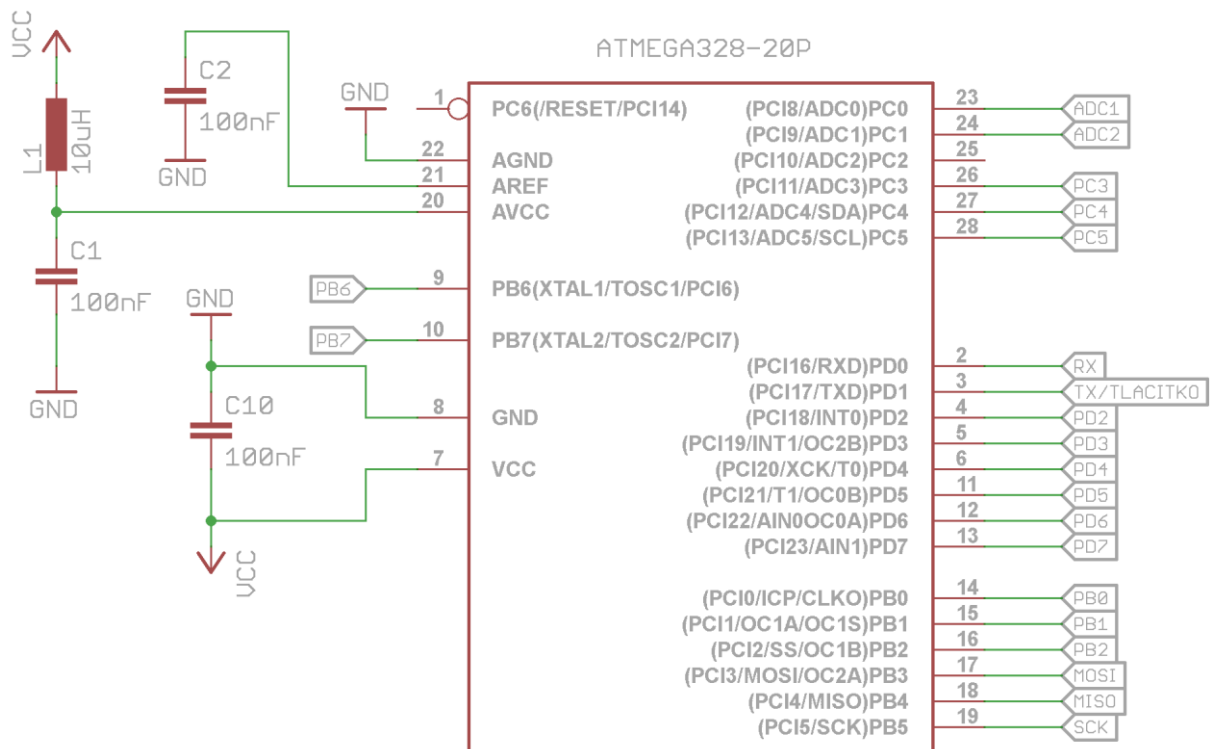 ATMEGA328-20P
VCC
L1
10uH
C2
100nF
GND
GND
C1
100nF
GND
PB6
PB7
GND
C10
100nF
VCC
1 PC6(/RESET/PCI14)
22 AGND
21 AREF
20 AVCC
9 PB6(XTAL1/TOSC1/PCI6)
10 PB7(XTAL2/TOSC2/PCI7)
8 GND
7 VCC
(PCI8/ADC0)PC0 23 ADC1
(PCI9/ADC1)PC1 24 ADC2
(PCI10/ADC2)PC2 25
(PCI11/ADC3)PC3 26 PC3
(PCI12/ADC4/SDA)PC4 27 PC4
(PCI13/ADC5/SCL)PC5 28 PC5
(PCI16/RXD)PD0 2 RX
(PCI17/TXD)PD1 3 TX/TLACITKO
(PCI18/INT0)PD2 4 PD2
(PCI19/INT1/OC2B)PD3 5 PD3
(PCI20/XCK/T0)PD4 6 PD4
(PCI21/T1/OC0B)PD5 11 PD5
(PCI22/AIN0OC0A)PD6 12 PD6
(PCI23/AIN1)PD7 13 PD7
(PCI0/ICP/CLKO)PB0 14 PB0
(PCI1/OC1A/OC1S)PB1 15 PB1
(PCI2/SS/OC1B)PB2 16 PB2
(PCI3/MOSI/OC2A)PB3 17 MOSI
(PCI4/MISO)PB4 18 MISO
(PCI5/SCK)PB5 19 SCK